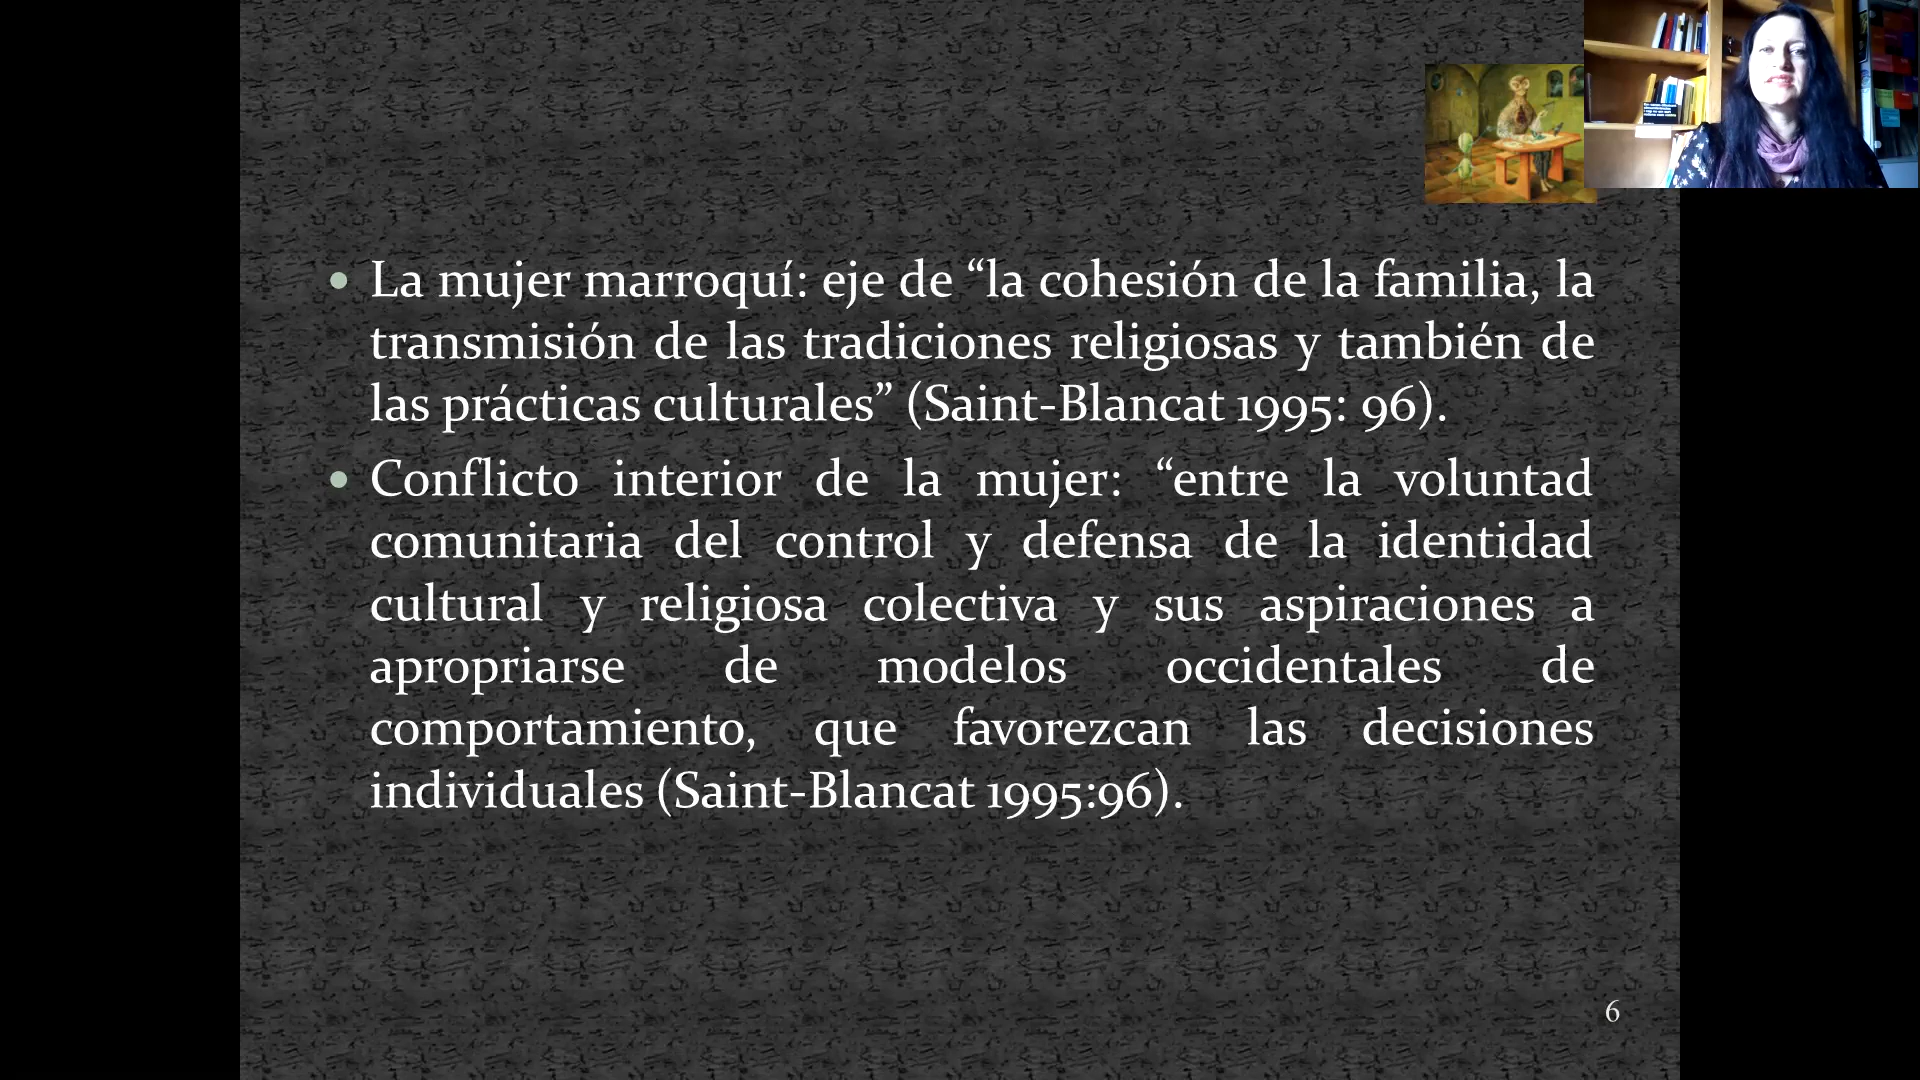 La mujer marroquí: eje de “la cohesión de la familia, la
transmisión de las tradiciones religiosas y también de
las prácticas culturales” (Saint-Blancat 1995: 96).
Conflicto interior de la mujer: “entre la voluntad
comunitaria del control y defensa de la identidad
cultural y religiosa colectiva y sus aspiraciones a
apropriarse de modelos occidentales de
comportamiento, que favorezcan las decisiones
individuales (Saint-Blancat 1995:96).
6